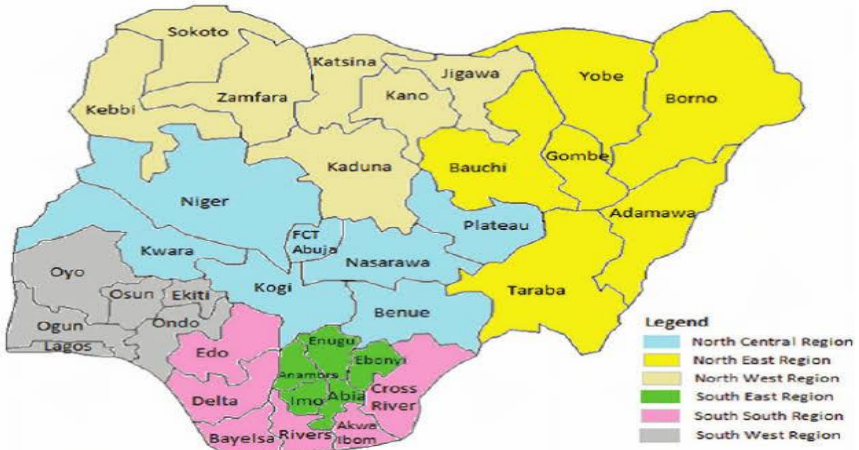 Sokoto
Katsina
Jigawa
Yobe
Borno
Kebbi
Zamfara
Kano
Kaduna
Bauchi
Gombe
Niger
Adamawa
Plateau
FCT
Abuja
Kwara
Nasarawa
Oyo
Kogi
Taraba
Osun
Ekiti
Benue
Ogun
Ondo
Lagos
Edo
Enugu
Ebonyi
Anambra
Imo
Abia
Cross
River
Delta
Bayelsa
Rivers
Akwa
Ibom
Legend
North Central Region
North East Region
North West Region
South East Region
South South Region
South West Region